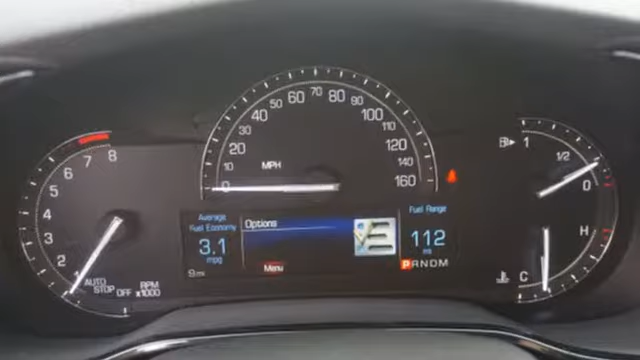 8
7
6
5
4
3
2
1
AUTO
STOP OFF
RPM
x1000
0 10 20 30 40 50 60 70 80 90 100 110 120 140 160
MPH
Average
Fuel Economy
3.1
mpg
9mi
Options
Menu
Fuel Range
112
mi
PRNDM
1
1/2
0
H
C